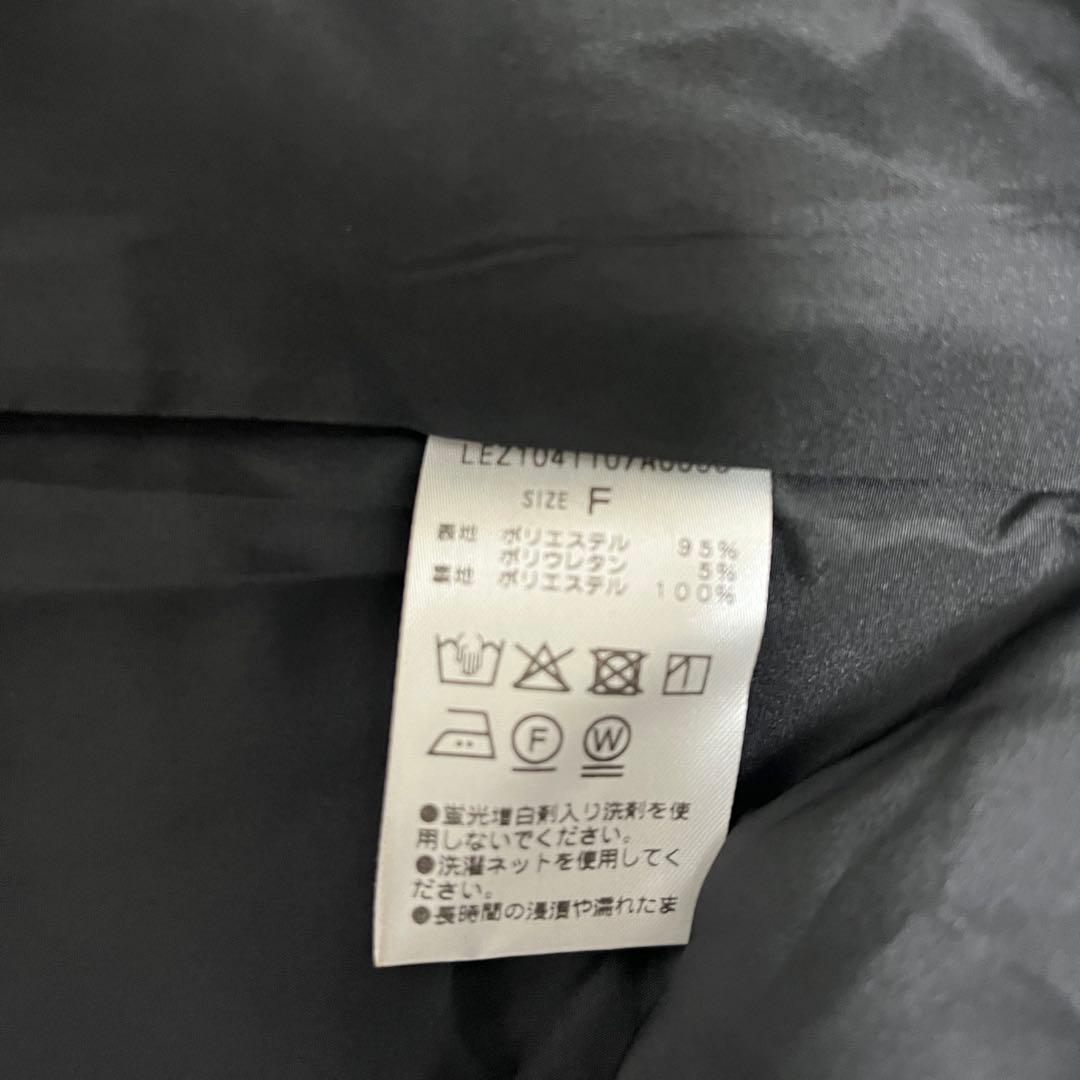 SIZE F
表地 ポリエステル 95%
ポリウレタン 5%
裏地 ポリエステル 100%
F W
●蛍光増白剤入り洗剤を使
用しないでください。
●洗濯ネットを使用してく
ださい。
●長時間の浸漬や濡れたま